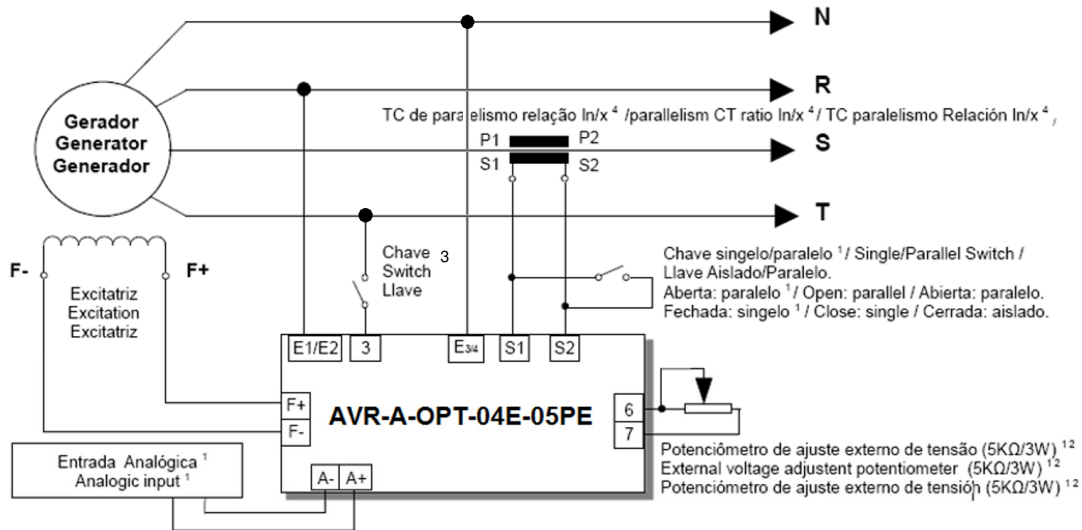 N
R
TC de paralelismo relação In/x 4 /parallelism CT ratio In/x 4 / TC paralelismo Relación In/x 4 ,
Gerador
Generator
Generador
P1 P2
S
S1 S2
T
F- F+
Chave 3
Switch
Llave
Chave singelo/paralelo 1 / Single/Parallel Switch /
Llave Aislado/Paralelo.
Aberta: paralelo 1 / Open: parallel / Abierta: paralelo.
Fechada: singelo 1 / Close: single / Cerrada: aislado.
Excitatriz
Excitation
Excitatriz
E1/E2 3 E3/4 S1 S2
F+
F-
AVR-A-OPT-04E-05PE
6
7
Entrada Analógica 1
Analogic input 1
A- A+
Potenciômetro de ajuste externo de tensão (5KΩ/3W) 12
External voltage adjustent potentiometer (5KΩ/3W) 12
Potenciómetro de ajuste externo de tensión (5KΩ/3W) 12